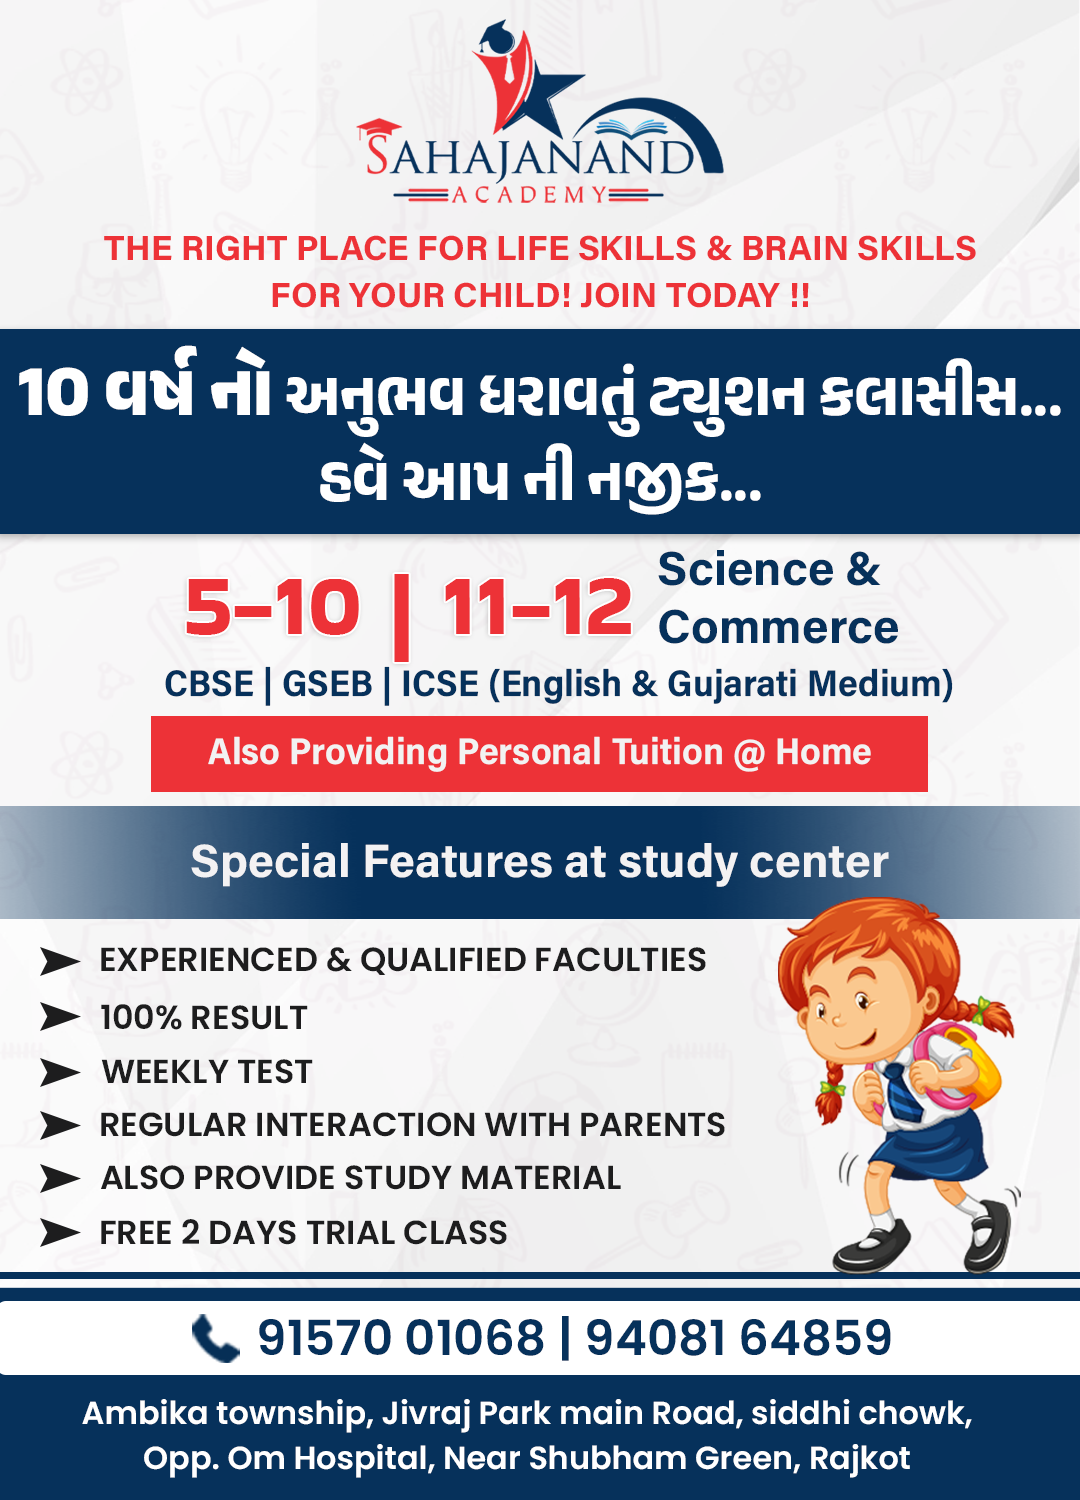 SAHAJANAND
ACADEMY
THE RIGHT PLACE FOR LIFE SKILLS & BRAIN SKILLS
FOR YOUR CHILD! JOIN TODAY !!
10 વર્ષ નો અનુભવ ધરાવતું ટ્યુશન કલાસીસ...
હવે આપ ની નજીક...
5-10 | 11-12 Science &
Commerce
CBSE | GSEB | ICSE (English & Gujarati Medium)
Also Providing Personal Tuition @ Home
Special Features at study center
➤ EXPERIENCED & QUALIFIED FACULTIES
➤ 100% RESULT
➤ WEEKLY TEST
➤ REGULAR INTERACTION WITH PARENTS
➤ ALSO PROVIDE STUDY MATERIAL
➤ FREE 2 DAYS TRIAL CLASS
91570 01068 | 94081 64859
Ambika township, Jivraj Park main Road, siddhi chowk,
Opp. Om Hospital, Near Shubham Green, Rajkot